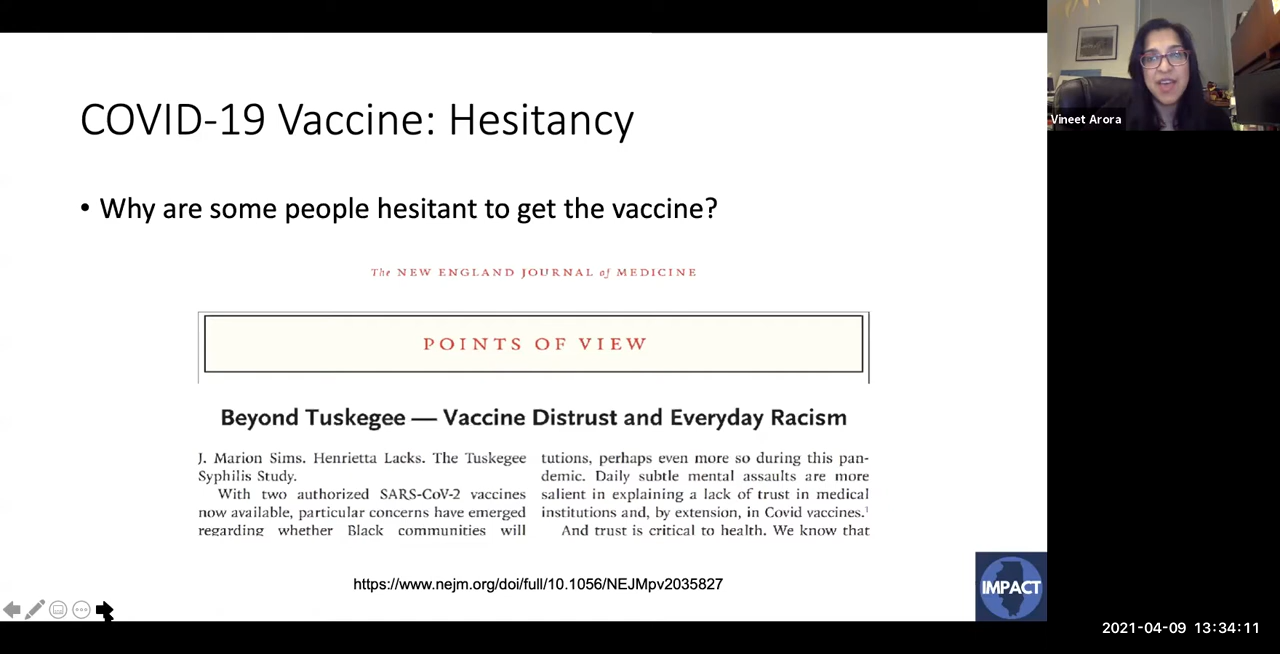 COVID-19 Vaccine: Hesitancy
• Why are some people hesitant to get the vaccine?
The NEW ENGLAND JOURNAL of MEDICINE
POINTS OF VIEW
Beyond Tuskegee — Vaccine Distrust and Everyday Racism
J. Marion Sims. Henrietta Lacks. The Tuskegee
Syphilis Study.
With two authorized SARS-CoV-2 vaccines
now available, particular concerns have emerged
regarding whether Black communities will
tutions, perhaps even more so during this pan-
demic. Daily subtle mental assaults are more
salient in explaining a lack of trust in medical
institutions and, by extension, in Covid vaccines.¹
And trust is critical to health. We know that
https://www.nejm.org/doi/full/10.1056/NEJMpv2035827
IMPACT
Vineet Arora
2021-04-09 13:34:11